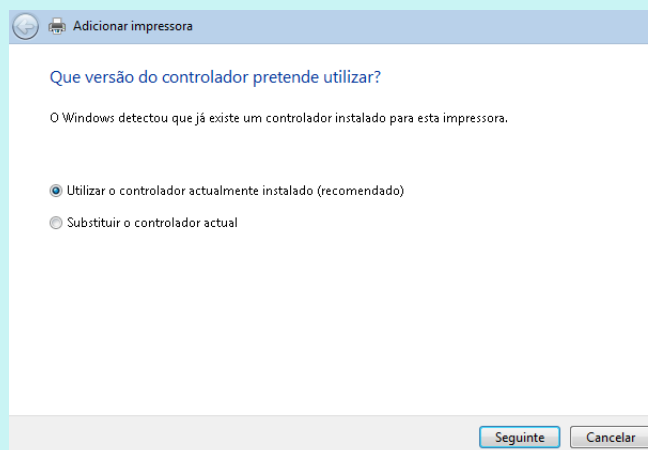 Adicionar impressora
Que versão do controlador pretende utilizar?
O Windows detectou que já existe um controlador instalado para esta impressora.
Utilizar o controlador actualmente instalado (recomendado)
Substituir o controlador actual
Seguinte Cancelar